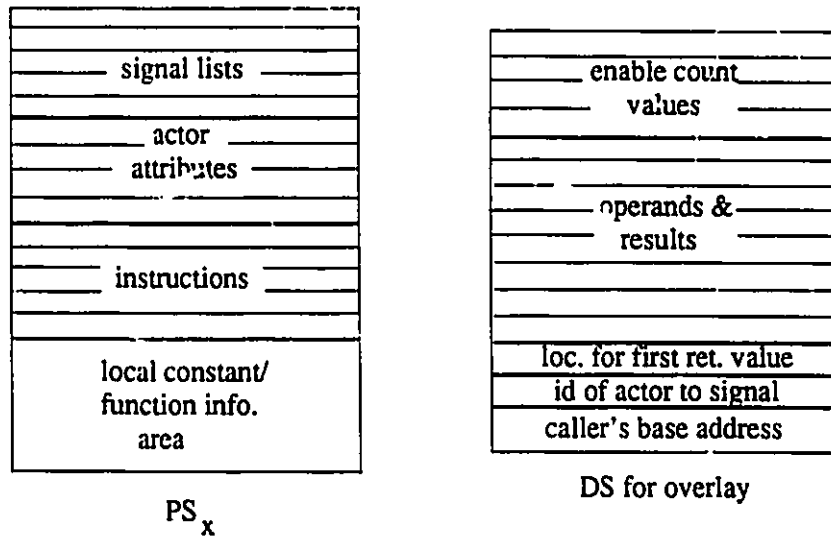 signal lists
actor
attributes
instructions
local constant/
function info.
area
PSx
enable count
values
operands &
results
loc. for first ret. value
id of actor to signal
caller's base address
DS for overlay